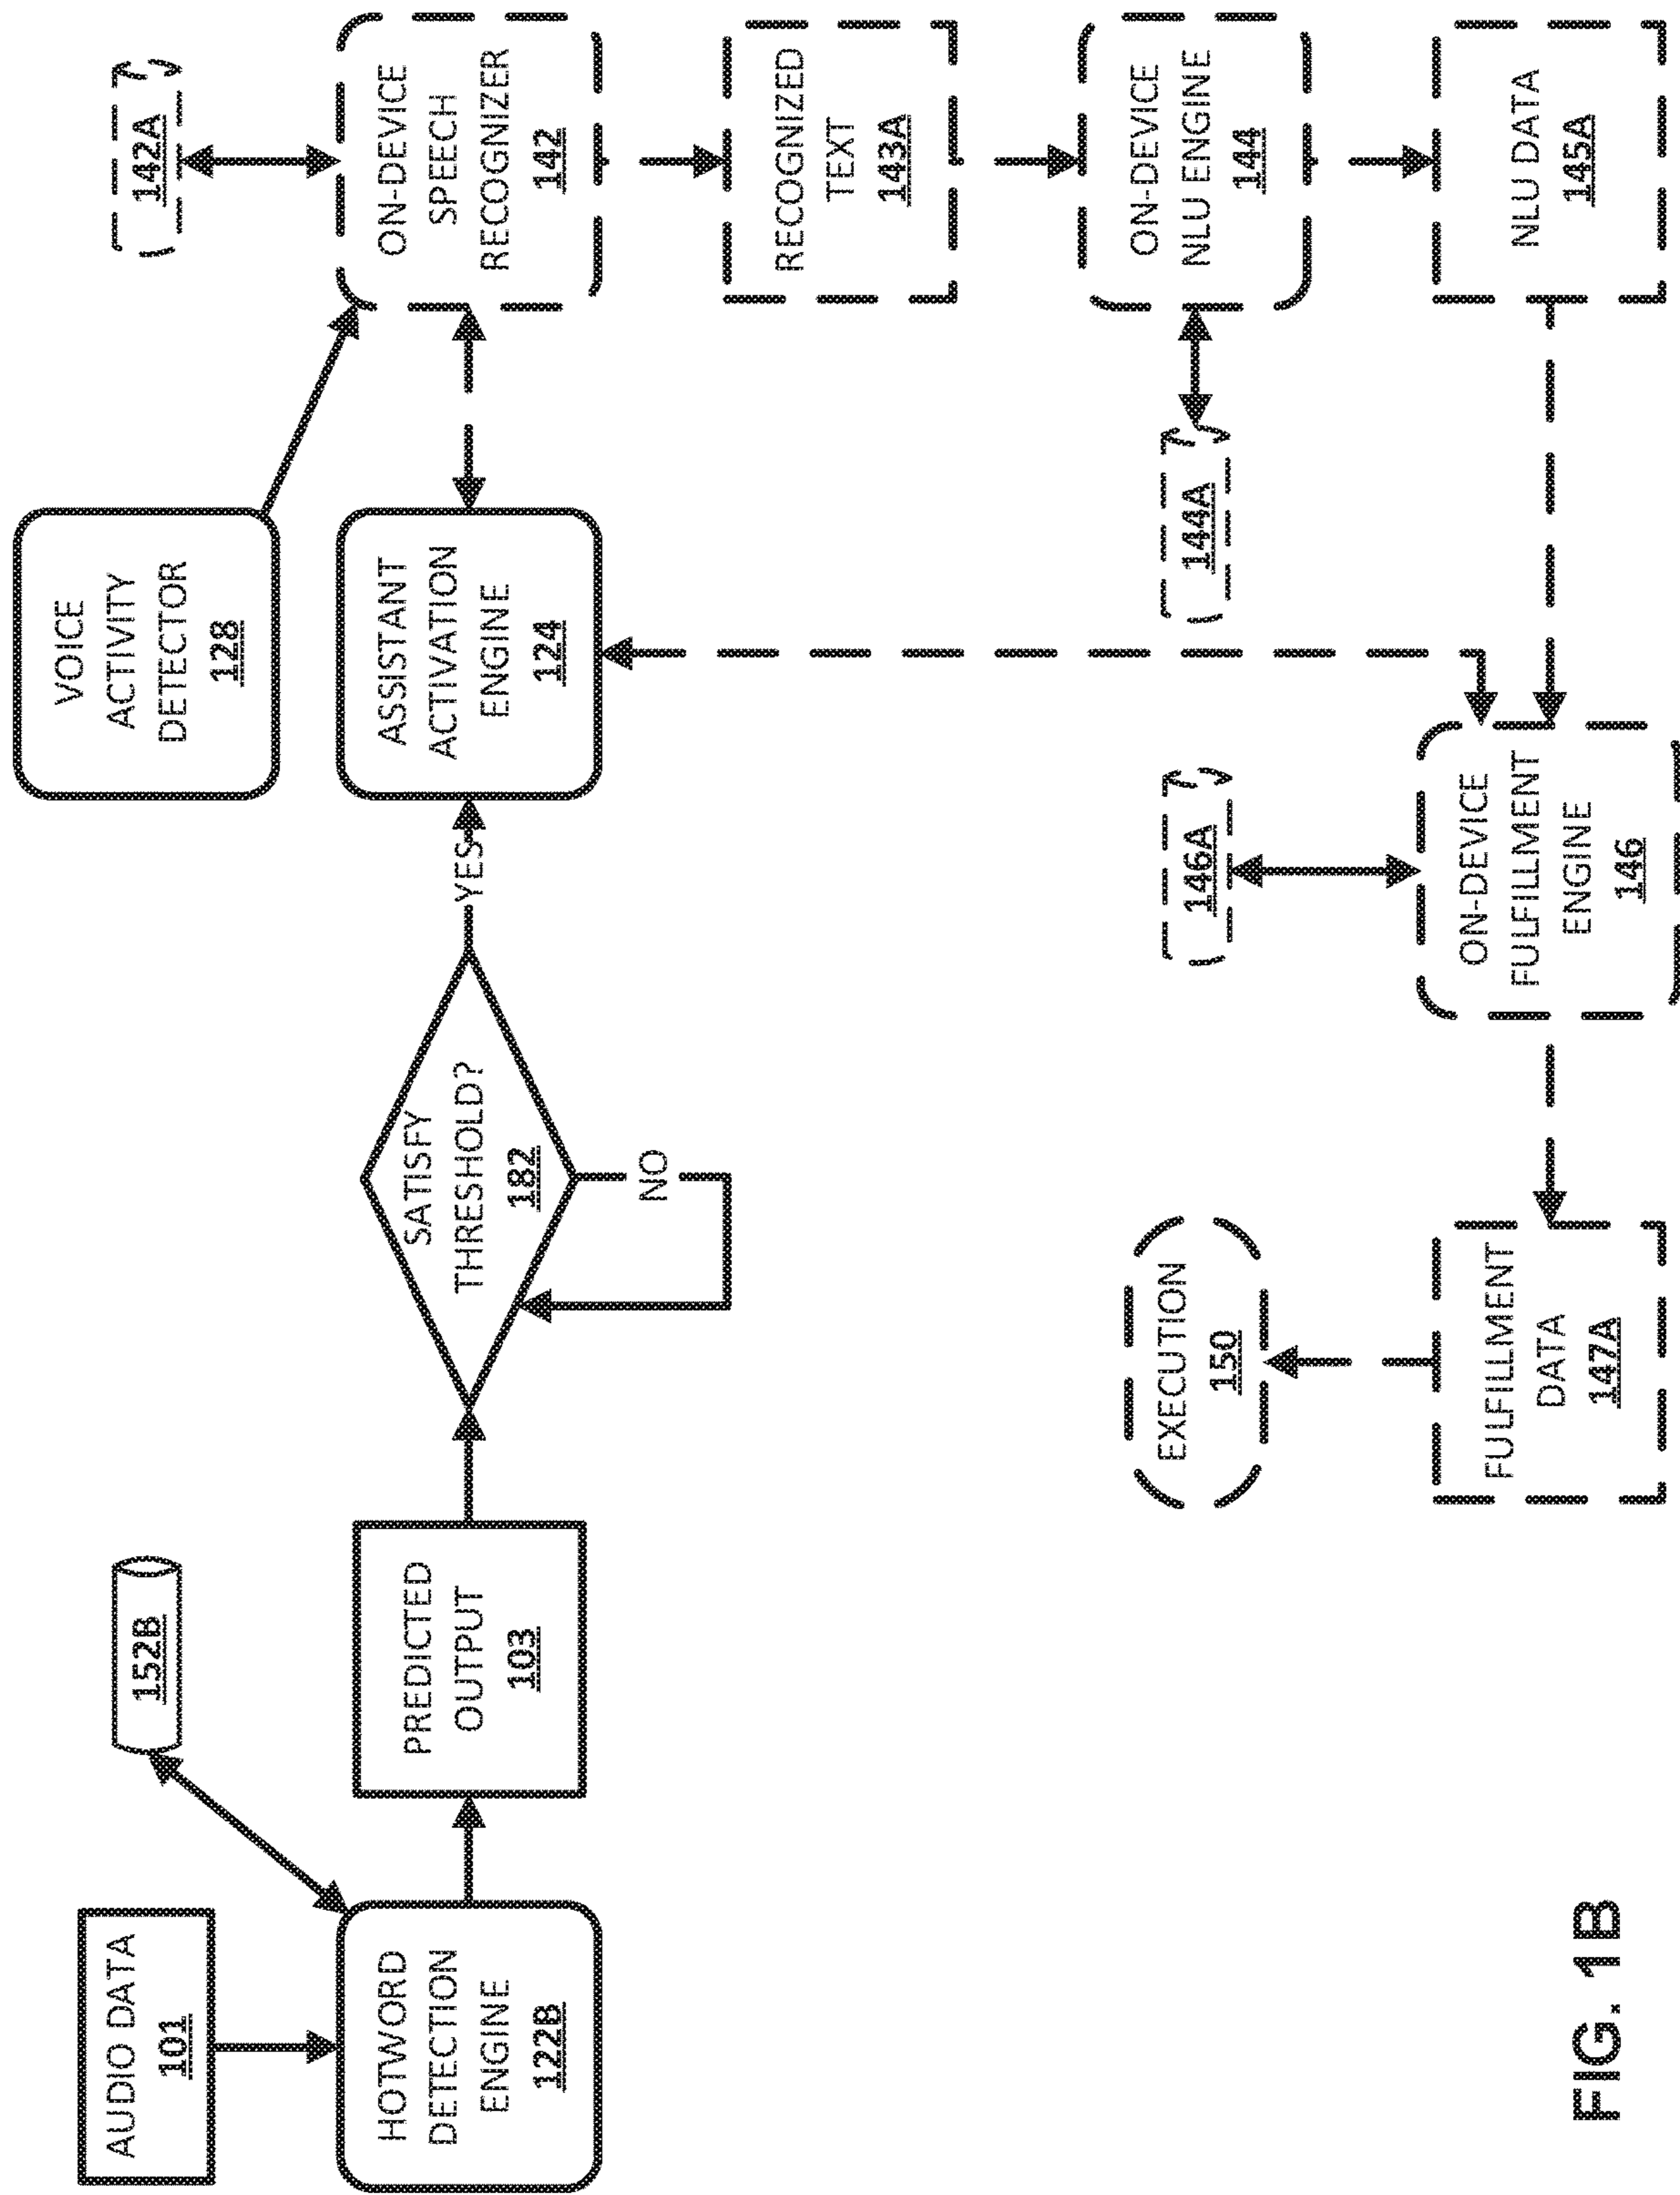 AUDIO DATA
101
152B
HOTWORD
DETECTION
ENGINE
122B
PREDICTED
OUTPUT
103
SATISFY
THRESHOLD?
182
YES
NO
VOICE
ACTIVITY
DETECTOR
128
ASSISTANT
ACTIVATION
ENGINE
124
142A
ON-DEVICE
SPEECH
RECOGNIZER
142
RECOGNIZED
TEXT
143A
ON-DEVICE
NLU ENGINE
144
144A
NLU DATA
145A
146A
ON-DEVICE
FULFILLMENT
ENGINE
146
EXECUTION
150
FULFILLMENT
DATA
147A
FIG. 1B